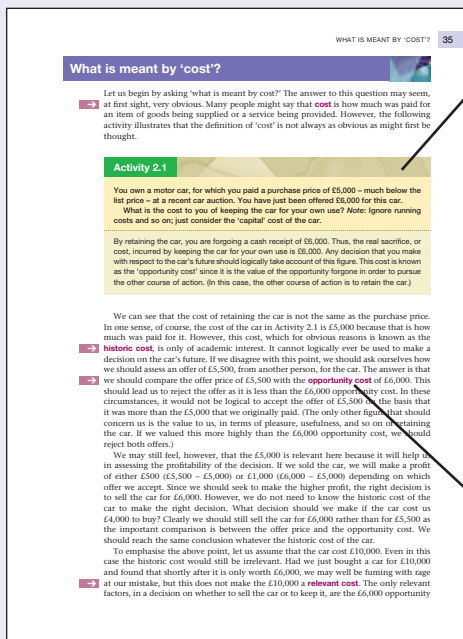 WHAT IS MEANT BY 'COST'? 35
What is meant by 'cost'?
Let us begin by asking 'what is meant by cost?' The answer to this question may seem,
at first sight, very obvious. Many people might say that cost is how much was paid for
an item of goods being supplied or a service being provided. However, the following
activity illustrates that the definition of 'cost' is not always as obvious as might first be
thought.
Activity 2.1
You own a motor car, for which you paid a purchase price of £5,000 – much below the
list price – at a recent car auction. You have just been offered £6,000 for this car.
What is the cost to you of keeping the car for your own use? Note: Ignore running
costs and so on; just consider the 'capital' cost of the car.
By retaining the car, you are forgoing a cash receipt of £6,000. Thus, the real sacrifice, or
cost, incurred by keeping the car for your own use is £6,000. Any decision that you make
with respect to the car's future should logically take account of this figure. This cost is known
as the 'opportunity cost' since it is the value of the opportunity forgone in order to pursue
the other course of action. (In this case, the other course of action is to retain the car.)
We can see that the cost of retaining the car is not the same as the purchase price.
In one sense, of course, the cost of the car in Activity 2.1 is £5,000 because that is how
much was paid for it. However, this cost, which for obvious reasons is known as the
historic cost, is only of academic interest. It cannot logically ever be used to make a
decision on the car's future. If we disagree with this point, we should ask ourselves how
we should assess an offer of £5,500, from another person, for the car. The answer is that
we should compare the offer price of £5,500 with the opportunity cost of £6,000. This
should lead us to reject the offer as it is less than the £6,000 opportunity cost. In these
circumstances, it would not be logical to accept the offer of £5,500 on the basis that
it was more than the £5,000 that we originally paid. (The only other figure that should
concern us is the value to us, in terms of pleasure, usefulness, and so on of retaining
the car. If we valued this more highly than the £6,000 opportunity cost, we should
reject both offers.)
We may still feel, however, that the £5,000 is relevant here because it will help us
in assessing the profitability of the decision. If we sold the car, we will make a profit
of either £500 (£5,500 – £5,000) or £1,000 (£6,000 – £5,000) depending on which
offer we accept. Since we should seek to make the higher profit, the right decision is
to sell the car for £6,000. However, we do not need to know the historic cost of the
car to make the right decision. What decision should we make if the car cost us
£4,000 to buy? Clearly we should still sell the car for £6,000 rather than for £5,500 as
the important comparison is between the offer price and the opportunity cost. We
should reach the same conclusion whatever the historic cost of the car.
To emphasise the above point, let us assume that the car cost £10,000. Even in this
case the historic cost would still be irrelevant. Had we just bought a car for £10,000
and found that shortly after it is only worth £6,000, we may well be fuming with rage
at our mistake, but this does not make the £10,000 a relevant cost. The only relevant
factors, in a decision on whether to sell the car or to keep it, are the £6,000 opportunity